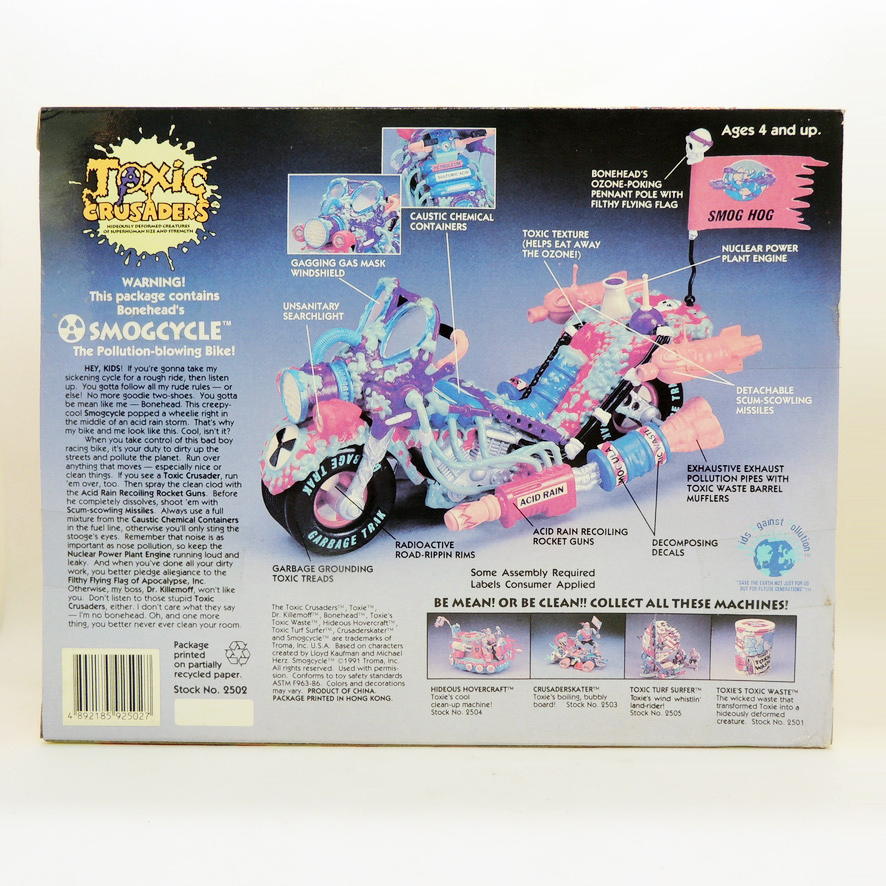 TOXIC
CRUSADERS
HIDEOUSLY DEFORMED CREATURES
OF SUPERHUMAN SIZE AND STRENGTH
WARNING!
This package contains
Bonehead's
SMOGCYCLE™
The Pollution-blowing Bike!
HEY, KIDS! If you're gonna take my
sickening cycle for a rough ride, then listen
up. You gotta follow all my rude rules — or
else! No more goodie two-shoes. You gotta
be mean like me — Bonehead. This creepy-
cool Smogcycle popped a wheelie right in
the middle of an acid rain storm. That's why
my bike and me look like this. Cool, isn't it?
When you take control of this bad boy
racing bike, it's your duty to dirty up the
streets and pollute the planet. Run over
anything that moves — especially nice or
clean things. If you see a Toxic Crusader, run
'em over, too. Then spray the clean clod with
the Acid Rain Recoiling Rocket Guns. Before
he completely dissolves, shoot 'em with
Scum-scowling Missiles. Always use a full
mixture from the Caustic Chemical Containers
in the fuel line, otherwise you'll only sting the
stooge's eyes. Remember that noise is as
important as nose pollution, so keep the
Nuclear Power Plant Engine running loud and
leaky. And when you've done all your dirty
work, you better pledge allegiance to the
Filthy Flying Flag of Apocalypse, Inc.
Otherwise, my boss, Dr. Killemoff, won't like
you. Don't listen to those stupid Toxic
Crusaders, either. I don't care what they say
— I'm no bonehead. Oh, and one more
thing, you better never ever clean your room.
4 892185 925027
Package
printed
on partially
recycled paper.
Stock No. 2502
Ages 4 and up.
BONEHEAD'S
OZONE-POKING
PENNANT POLE WITH
FILTHY FLYING FLAG
SMOG HOG
SULFURIC ACID
CAUSTIC CHEMICAL
CONTAINERS
GAGGING GAS MASK
WINDSHIELD
TOXIC TEXTURE
(HELPS EAT AWAY
THE OZONE!)
NUCLEAR POWER
PLANT ENGINE
UNSANITARY
SEARCHLIGHT
DETACHABLE
SCUM-SCOWLING
MISSILES
EXHAUSTIVE EXHAUST
POLLUTION PIPES WITH
TOXIC WASTE BARREL
MUFFLERS
GARBAGE TRAK
GARBAGE TRAK
ACID RAIN
ACID RAIN RECOILING
ROCKET GUNS
DECOMPOSING
DECALS
RADIOACTIVE
ROAD-RIPPIN RIMS
GARBAGE GROUNDING
TOXIC TREADS
Some Assembly Required
Labels Consumer Applied
kids against pollution
"SAVE THE EARTH NOT JUST FOR US
BUT FOR FUTURE GENERATIONS"
The Toxic Crusaders™, Toxie™,
Dr. Killemoff™, Bonehead™, Toxie's
Toxic Waste™, Hideous Hovercraft™,
Toxic Turf Surfer™, Crusaderskater™
and Smogcycle™ are trademarks of
Troma, Inc. U.S.A. Based on characters
created by Lloyd Kaufman and Michael
Herz. Smogcycle ©1991 Troma, Inc.
All rights reserved. Used with permis-
sion. Conforms to toy safety standards
ASTM F963-86. Colors and decorations
may vary. PRODUCT OF CHINA.
PACKAGE PRINTED IN HONG KONG.
BE MEAN! OR BE CLEAN!! COLLECT ALL THESE MACHINES!
HIDEOUS HOVERCRAFT™
Toxie's cool
clean-up machine!
Stock No. 2504
CRUSADERSKATER™
Toxie's boiling, bubbly
board! Stock No. 2503
TOXIC TURF SURFER™
Toxie's wind whistlin'
land-rider!
Stock No. 2505
TOXIE'S TOXIC WASTE™
The wicked waste that
transformed Toxie into a
hideously deformed
creature. Stock No. 2501